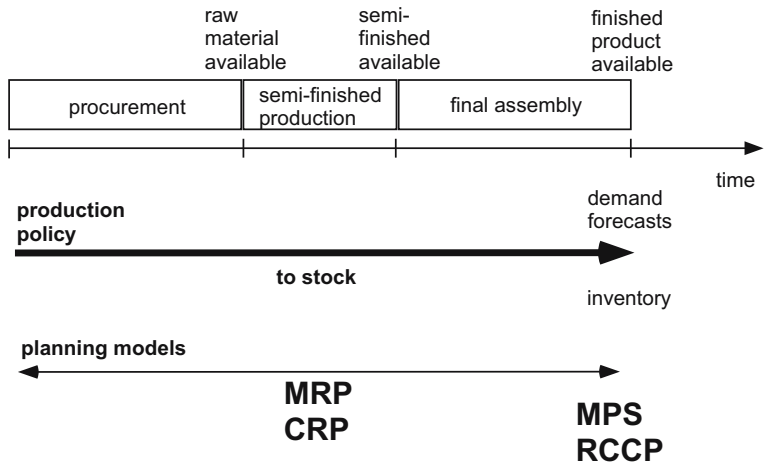 raw
material
available
semi-
finished
available
finished
product
available
procurement
semi-finished
production
final assembly
time
production
policy
demand
forecasts
to stock
inventory
planning models
MRP
CRP
MPS
RCCP